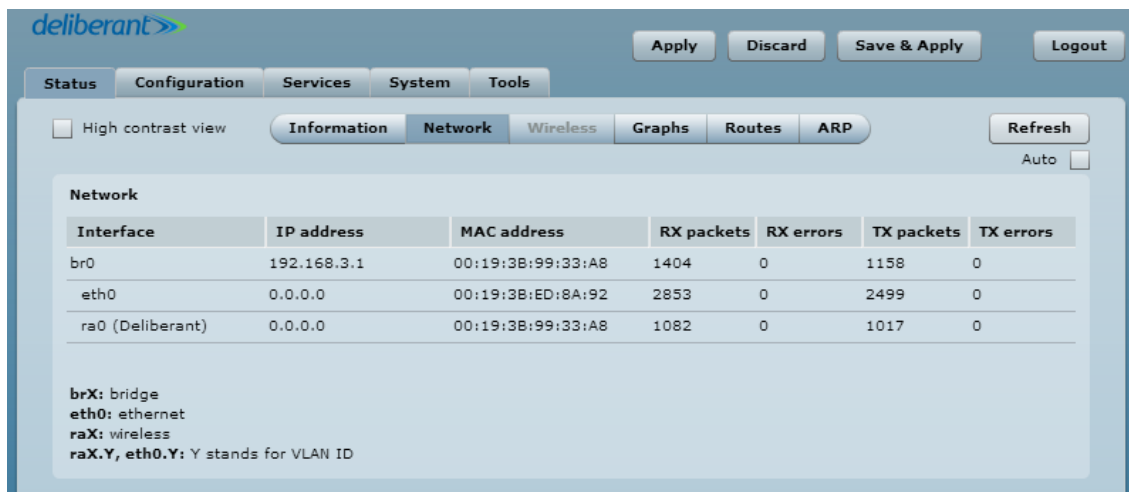 deliberant
Apply Discard Save & Apply Logout
Status Configuration Services System Tools
High contrast view Information Network Wireless Graphs Routes ARP Refresh
Auto
Network
Interface IP address MAC address RX packets RX errors TX packets TX errors
br0 192.168.3.1 00:19:3B:99:33:A8 1404 0 1158 0
eth0 0.0.0.0 00:19:3B:ED:8A:92 2853 0 2499 0
ra0 (Deliberant) 0.0.0.0 00:19:3B:99:33:A8 1082 0 1017 0
brX: bridge
eth0: ethernet
raX: wireless
raX.Y, eth0.Y: Y stands for VLAN ID